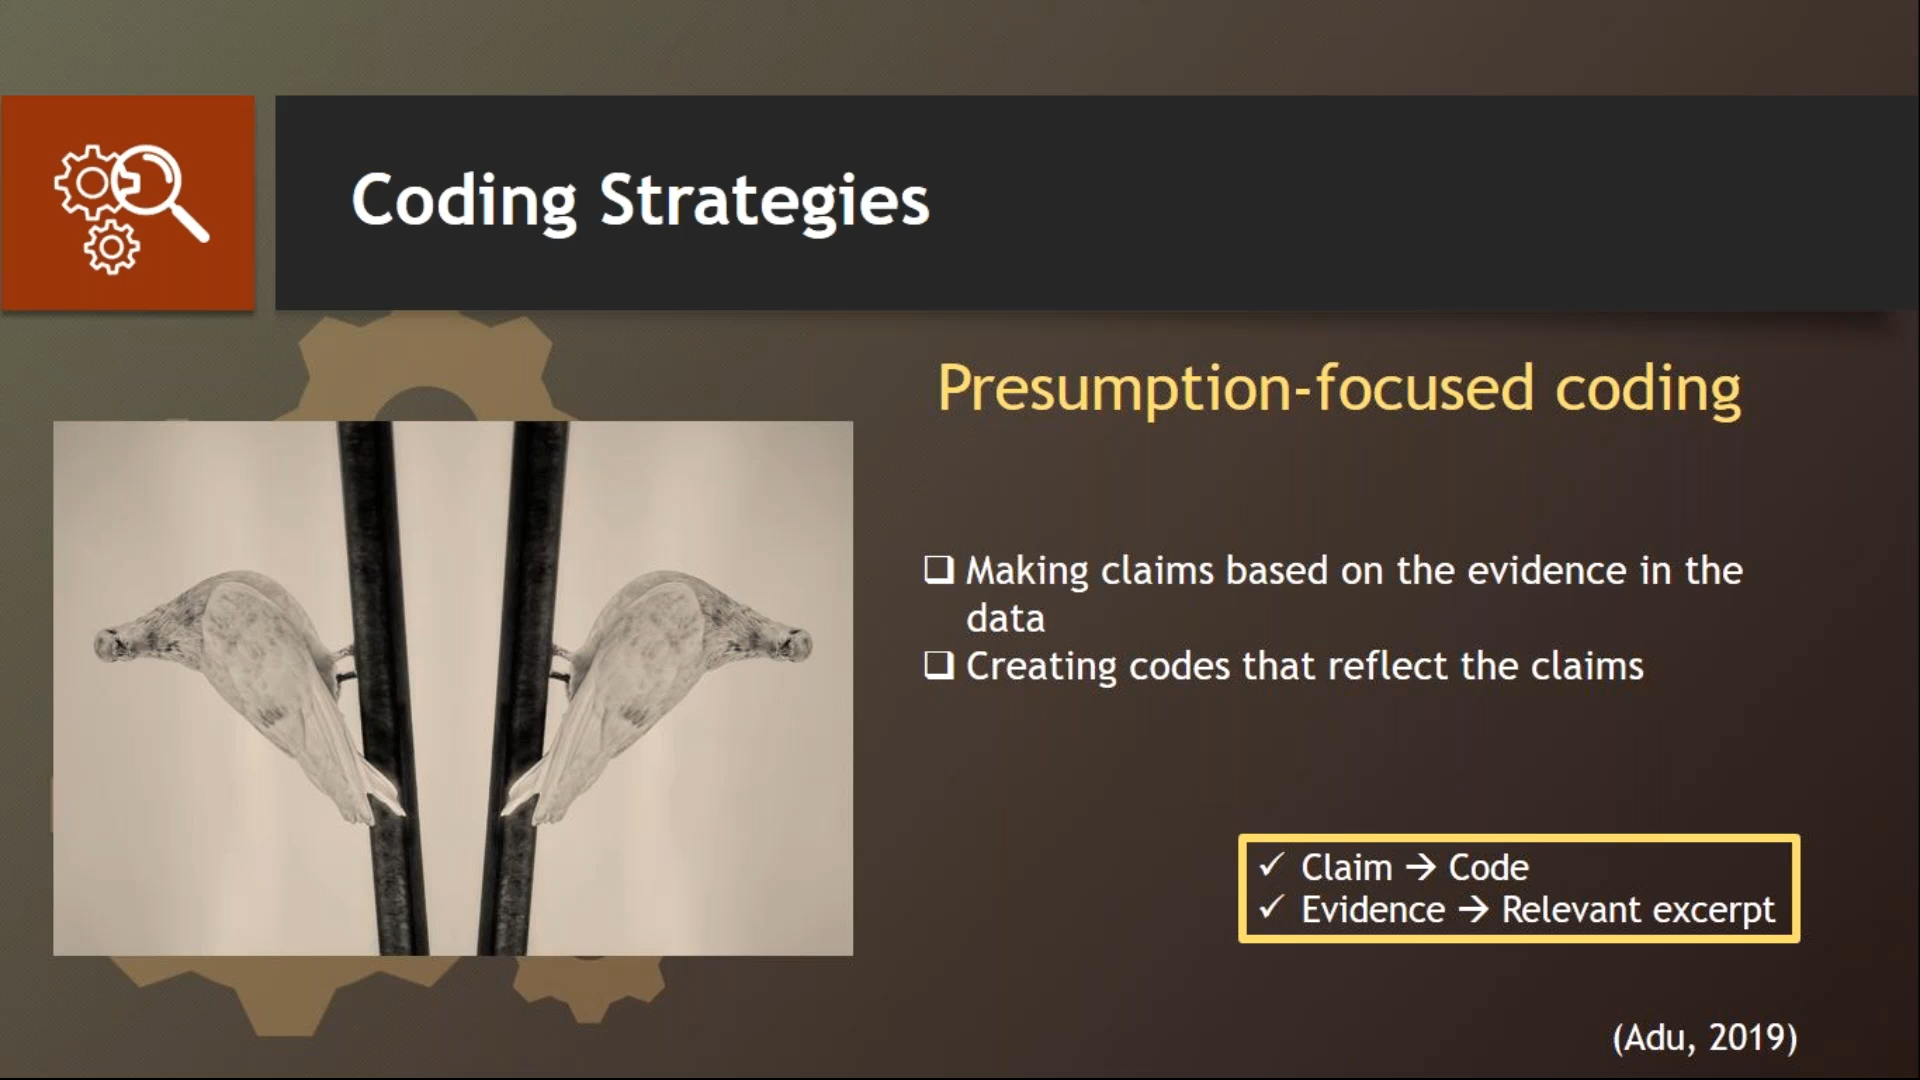 Coding Strategies
Presumption-focused coding
❑ Making claims based on the evidence in the
data
❑ Creating codes that reflect the claims
✓ Claim → Code
✓ Evidence → Relevant excerpt
(Adu, 2019)